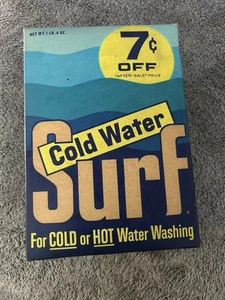 NET WT. 1 LB. 4 OZ.
7¢
OFF
"AFTER-SALE" PRICE
Cold Water
Surf
For COLD or HOT Water Washing